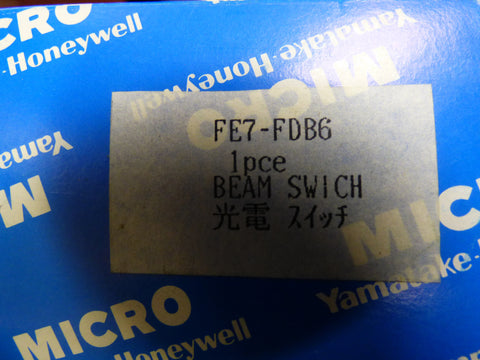 MICRO
Yamatake-Honeywell
MICRO
-Honeywell
FE7-FDB6
1pce
BEAM SWICH
光電 スイッチ
Yamatake
MICRO
Yamatake-
MICRO
Honeywell